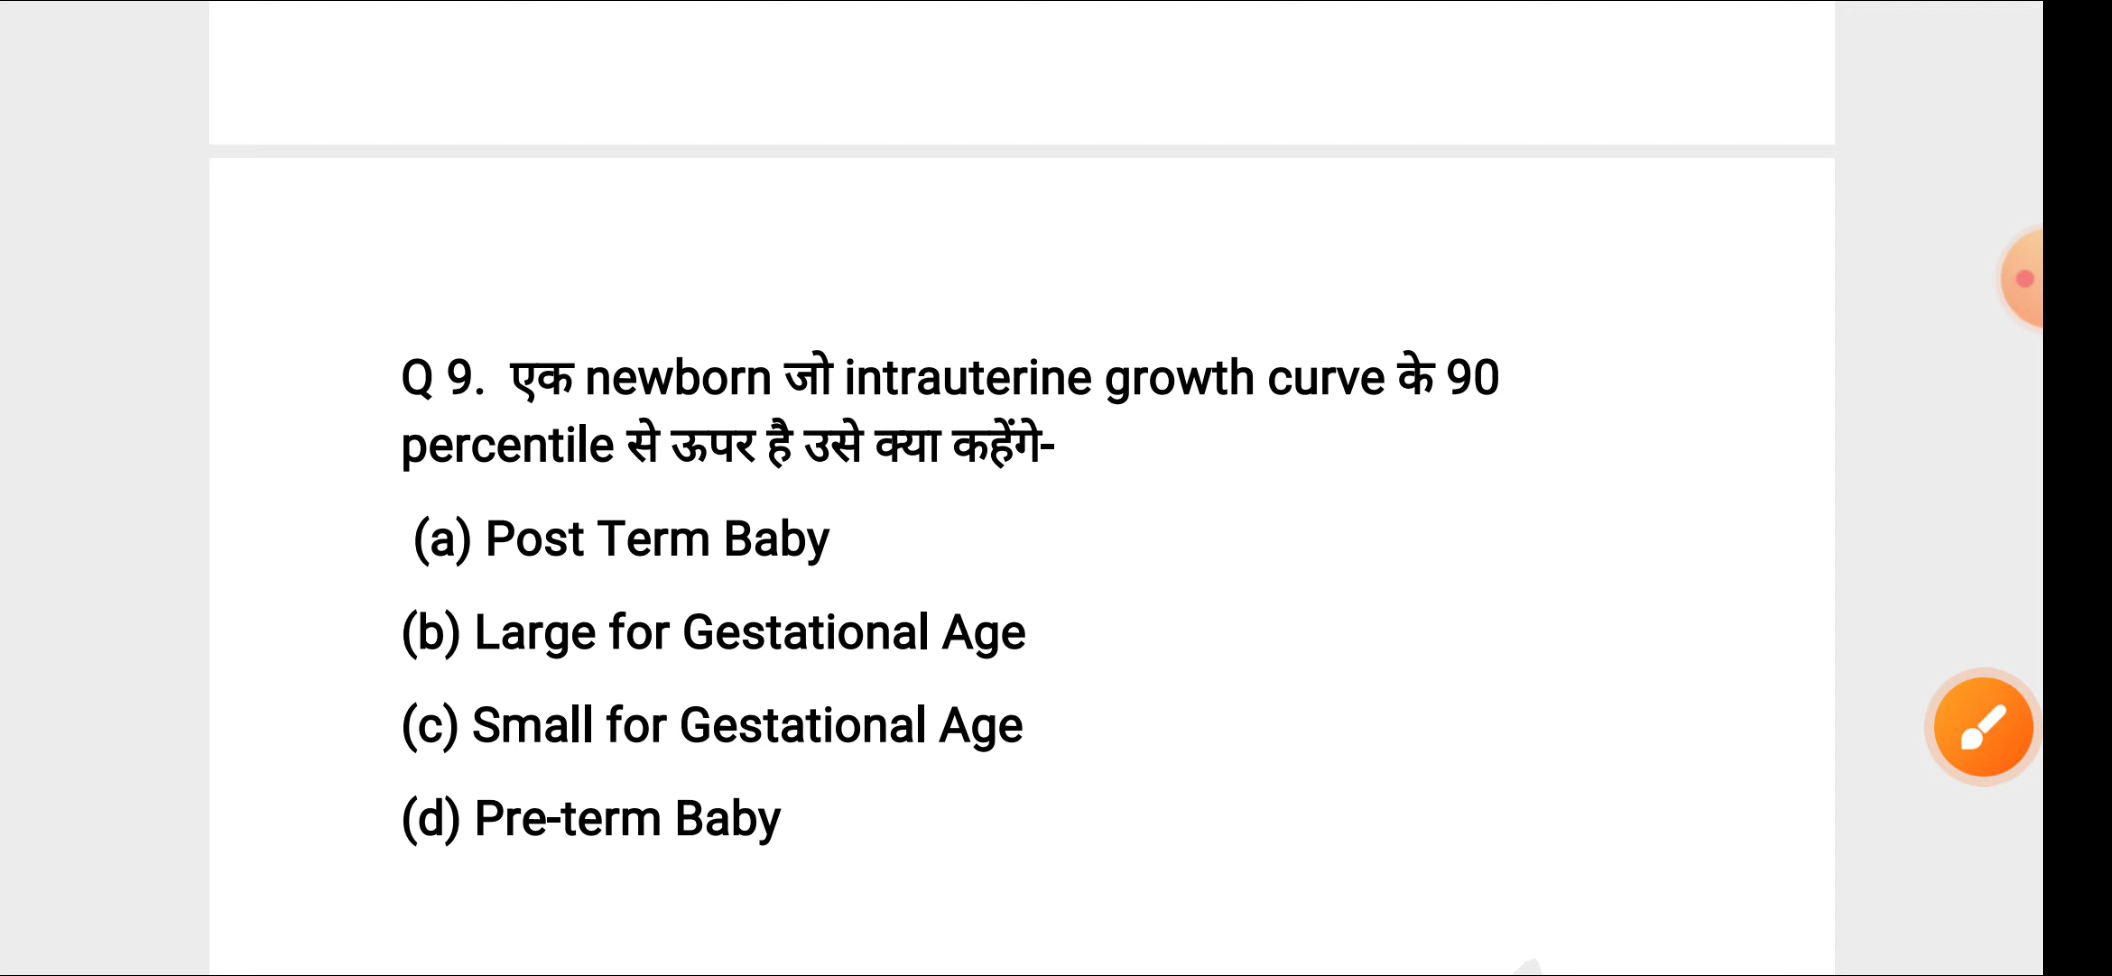 Q 9. एक newborn जो intrauterine growth curve के 90
percentile से ऊपर है उसे क्या कहेंगे-
(a) Post Term Baby
(b) Large for Gestational Age
(c) Small for Gestational Age
(d) Pre-term Baby